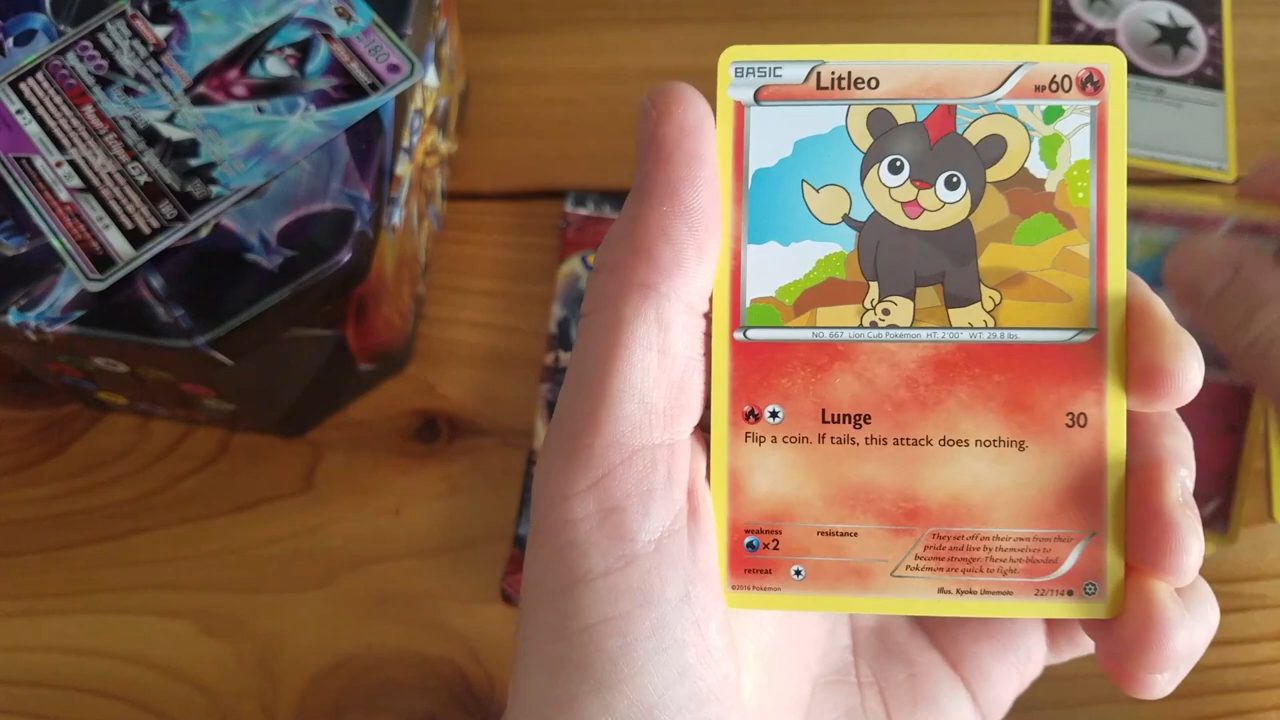 BASIC Litleo HP60
NO. 667 Lion Cub Pokémon HT: 2'00" WT: 29.8 lbs.
Lunge 30
Flip a coin. If tails, this attack does nothing.
weakness resistance
×2
retreat
They set off on their own from their
pride and live by themselves to
become stronger. These hot-blooded
Pokémon are quick to fight.
©2016 Pokémon Illus. Kyoko Umemoto 22/114
180
GX
180